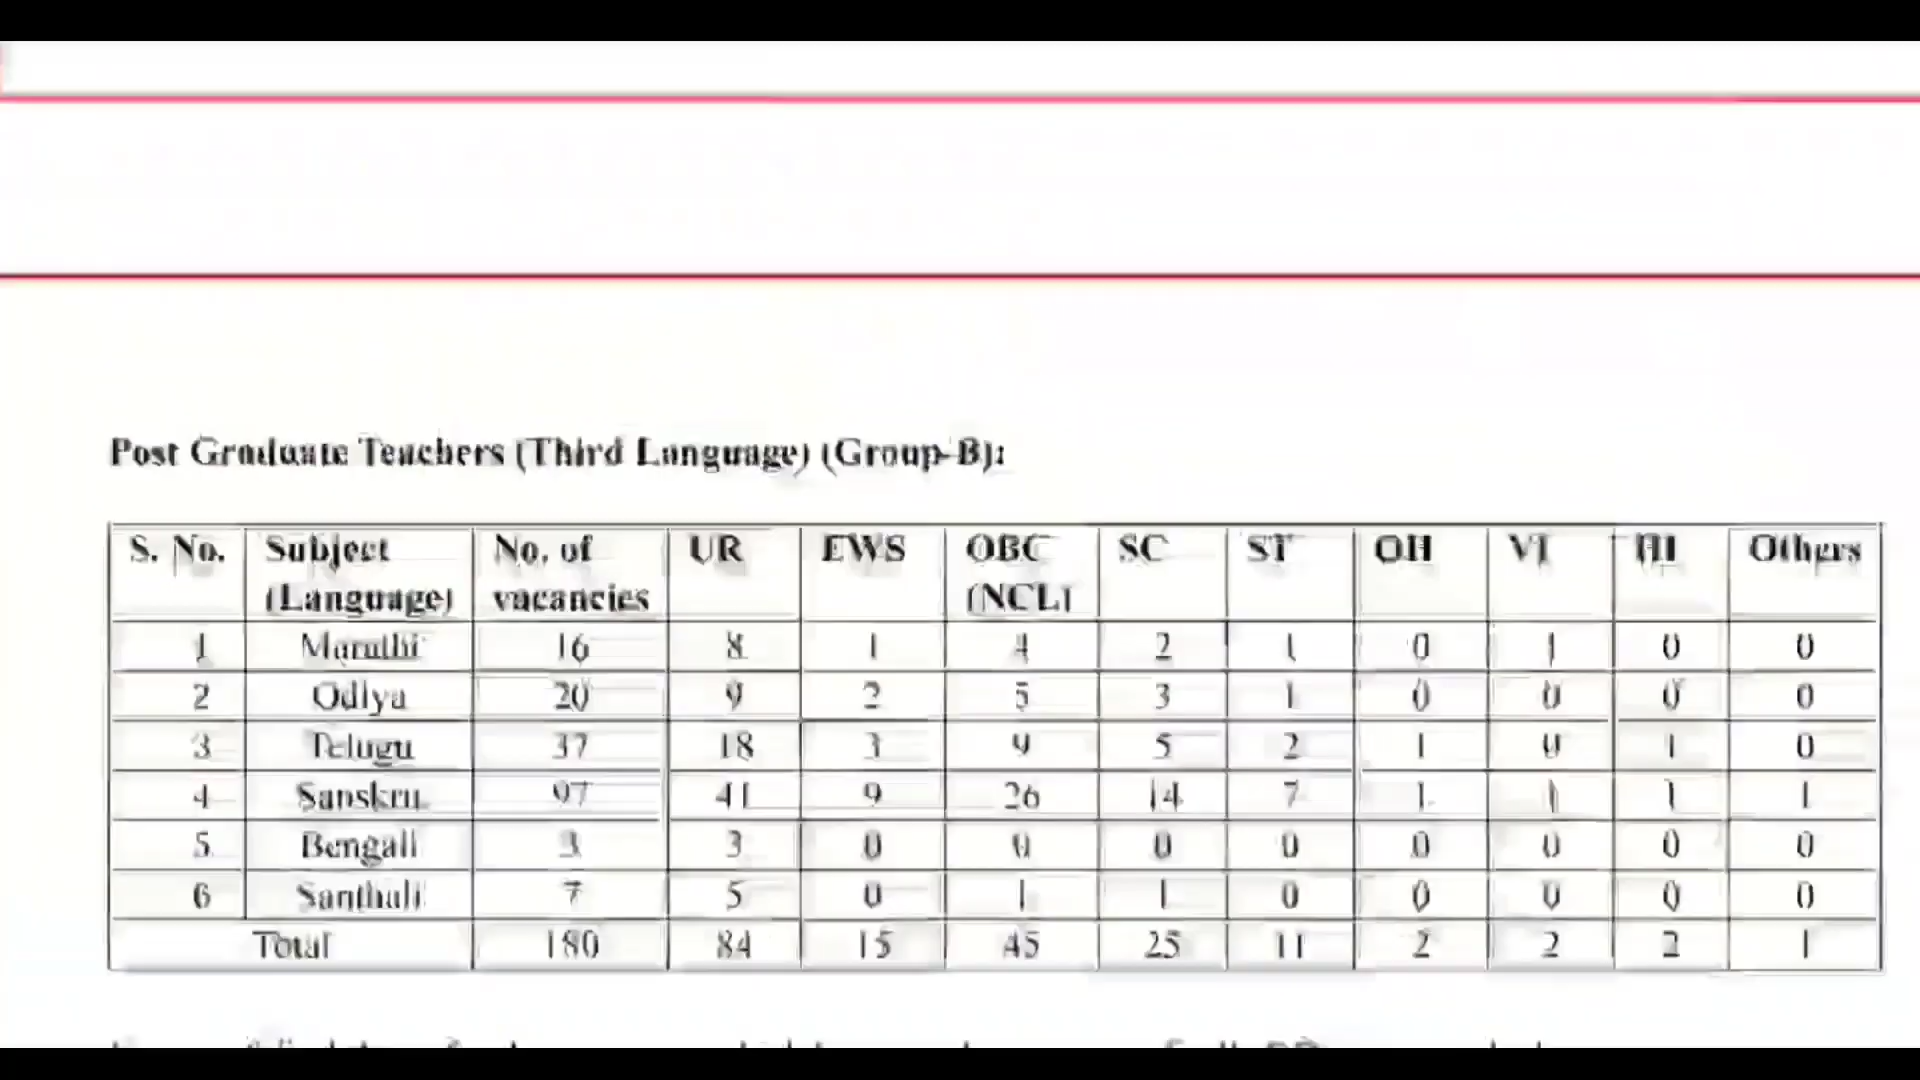 Post Graduate Teachers (Third Language) (Group-B):
S. No. Subject (Language) No. of vacancies UR EWS OBC (NCL) SC ST OH VI HI Others
1 Marathi 16 8 1 4 2 1 0 1 0 0
2 Odiya 20 9 2 5 3 1 0 0 0 0
3 Telugu 37 18 3 9 5 2 1 0 1 0
4 Sanskrit 97 41 9 26 14 7 1 1 1 1
5 Bengali 3 3 0 0 0 0 0 0 0 0
6 Santhali 7 5 0 1 1 0 0 0 0 0
Total 180 84 15 45 25 11 2 2 2 1